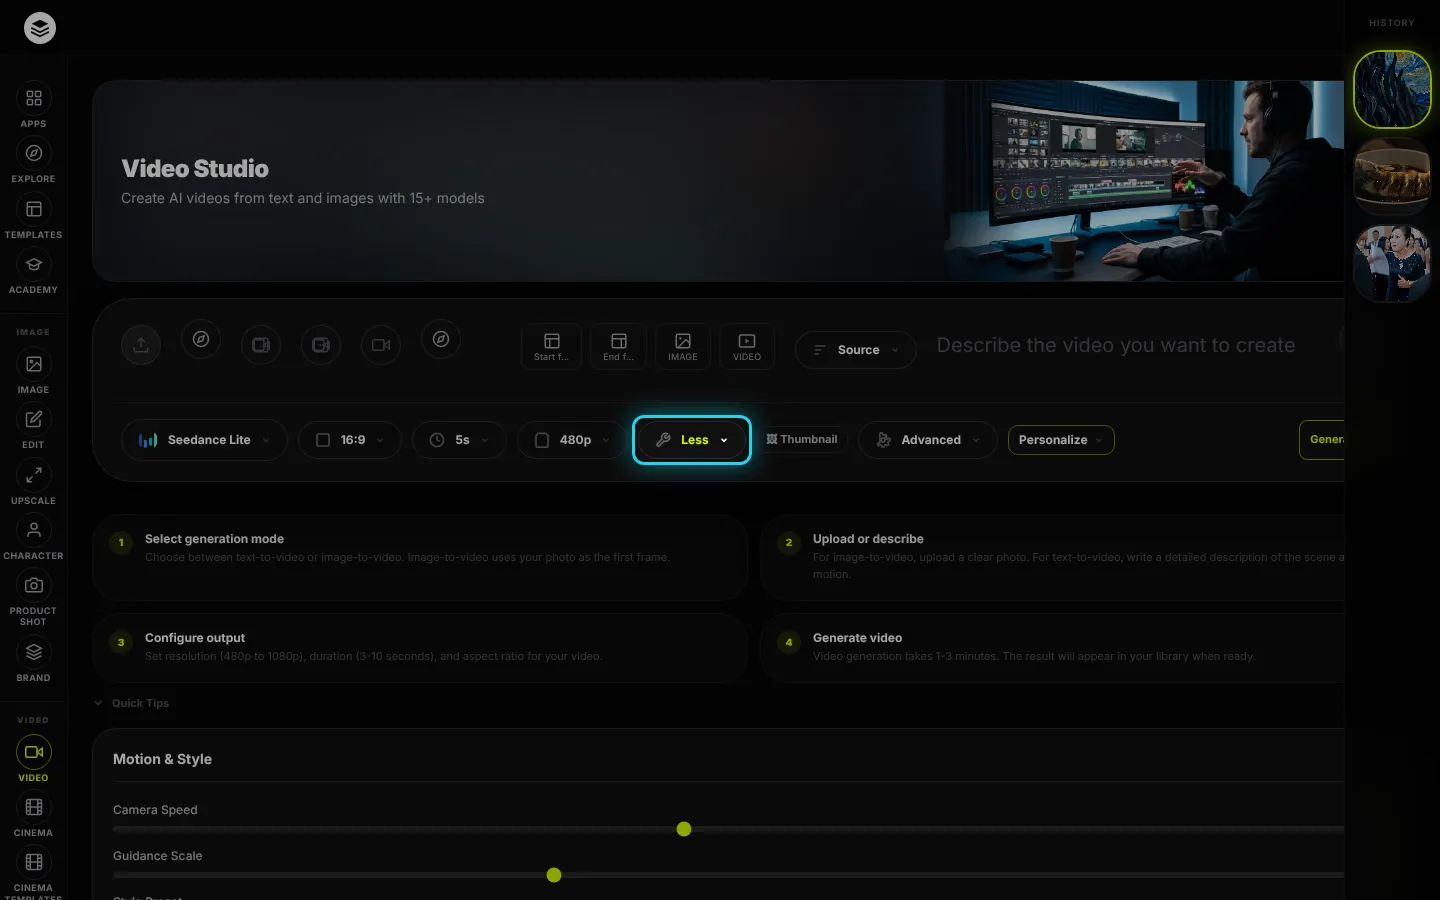 HISTORY
APPS
EXPLORE
TEMPLATES
ACADEMY
IMAGE
IMAGE
EDIT
UPSCALE
CHARACTER
PRODUCT
SHOT
BRAND
VIDEO
VIDEO
CINEMA
CINEMA
TEMPLATES
Video Studio
Create AI videos from text and images with 15+ models
Start f...
End f...
IMAGE
VIDEO
Source
Describe the video you want to create
Seedance Lite
16:9
5s
480p
Less
Thumbnail
Advanced
Personalize
Genera
1
Select generation mode
Choose between text-to-video or image-to-video. Image-to-video uses your photo as the first frame.
2
Upload or describe
For image-to-video, upload a clear photo. For text-to-video, write a detailed description of the scene a
motion.
3
Configure output
Set resolution (480p to 1080p), duration (3-10 seconds), and aspect ratio for your video.
4
Generate video
Video generation takes 1-3 minutes. The result will appear in your library when ready.
Quick Tips
Motion & Style
Camera Speed
Guidance Scale
Style Preset